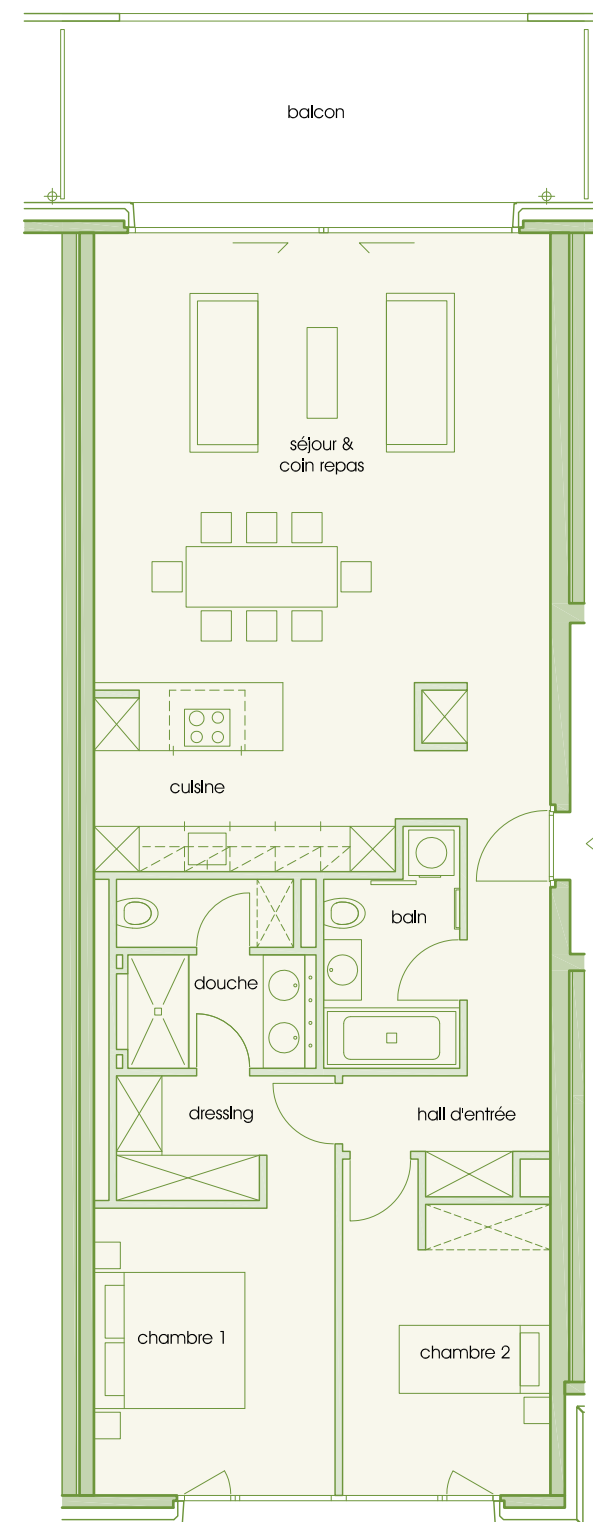 balcon
séjour &
coin repas
cuisine
bain
douche
dressing
hall d'entrée
chambre 1
chambre 2